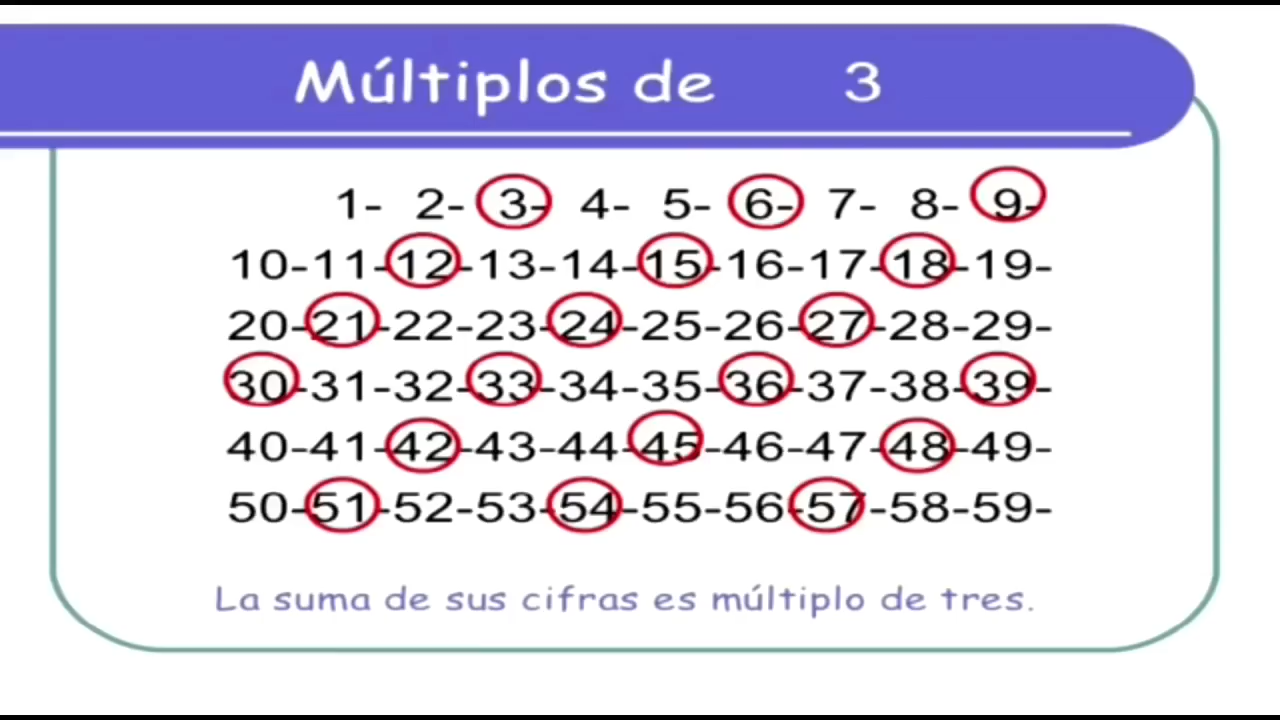 Múltiplos de 3
1- 2- 3- 4- 5- 6- 7- 8- 9-
10-11-12-13-14-15-16-17-18-19-
20-21-22-23-24-25-26-27-28-29-
30-31-32-33-34-35-36-37-38-39-
40-41-42-43-44-45-46-47-48-49-
50-51-52-53-54-55-56-57-58-59-
La suma de sus cifras es múltiplo de tres.